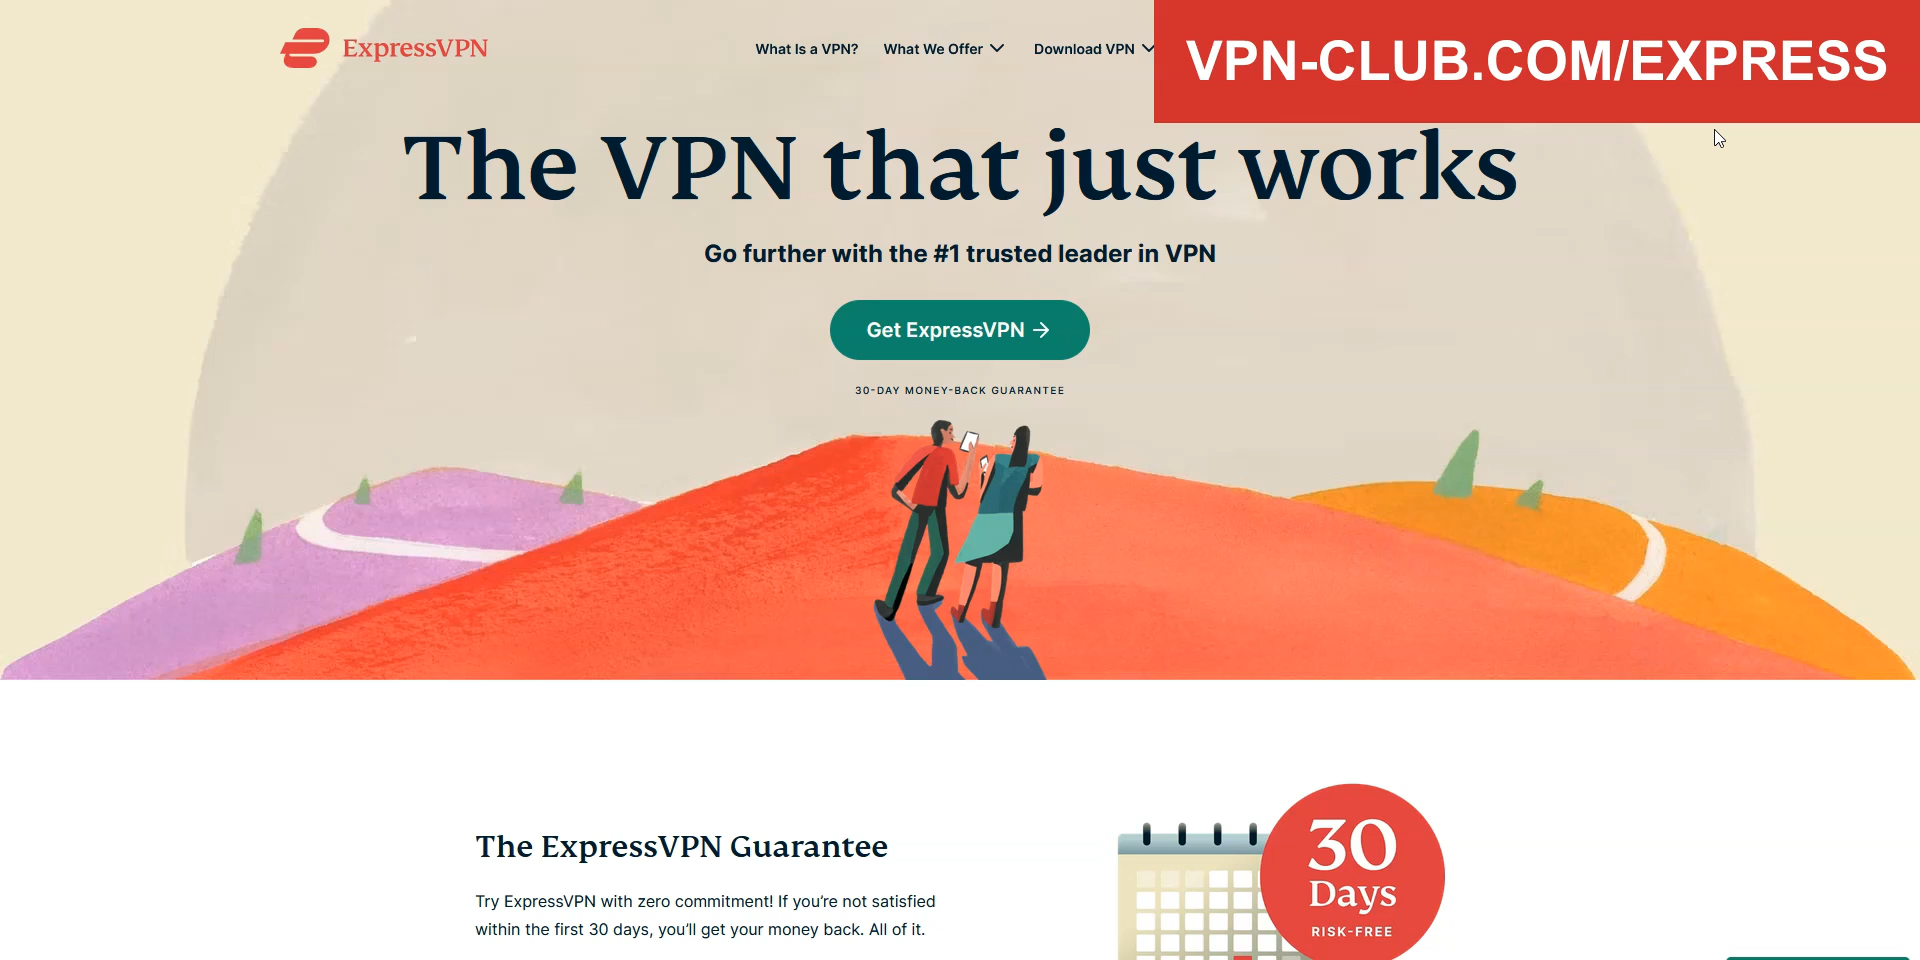 ExpressVPN
What Is a VPN?
What We Offer
Download VPN
VPN-CLUB.COM/EXPRESS
The VPN that just works
Go further with the #1 trusted leader in VPN
Get ExpressVPN →
30-DAY MONEY-BACK GUARANTEE
The ExpressVPN Guarantee
Try ExpressVPN with zero commitment! If you’re not satisfied
within the first 30 days, you’ll get your money back. All of it.
30
Days
RISK-FREE